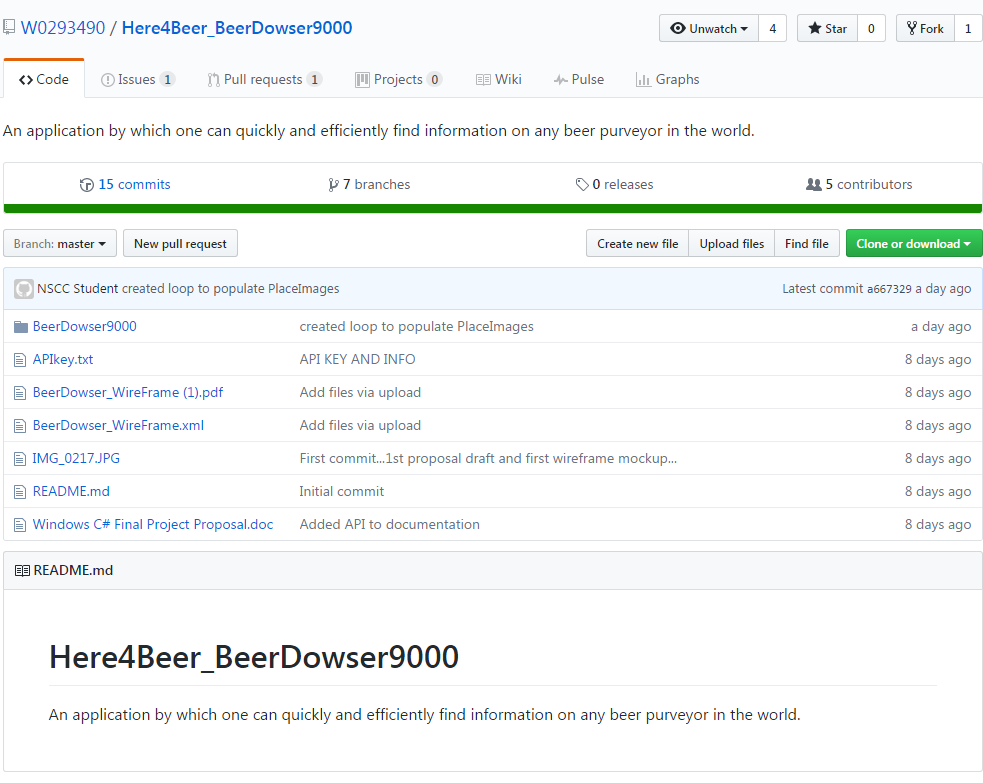 W0293490 / Here4Beer_BeerDowser9000 Unwatch 4 Star 0 Fork 1
Code Issues 1 Pull requests 1 Projects 0 Wiki Pulse Graphs
An application by which one can quickly and efficiently find information on any beer purveyor in the world.
15 commits 7 branches 0 releases 5 contributors
Branch: master New pull request Create new file Upload files Find file Clone or download
NSCC Student created loop to populate PlaceImages Latest commit a667329 a day ago
BeerDowser9000 created loop to populate PlaceImages a day ago
APIkey.txt API KEY AND INFO 8 days ago
BeerDowser_WireFrame (1).pdf Add files via upload 8 days ago
BeerDowser_WireFrame.xml Add files via upload 8 days ago
IMG_0217.JPG First commit...1st proposal draft and first wireframe mockup... 8 days ago
README.md Initial commit 8 days ago
Windows C# Final Project Proposal.doc Added API to documentation 8 days ago
README.md
Here4Beer_BeerDowser9000
An application by which one can quickly and efficiently find information on any beer purveyor in the world.